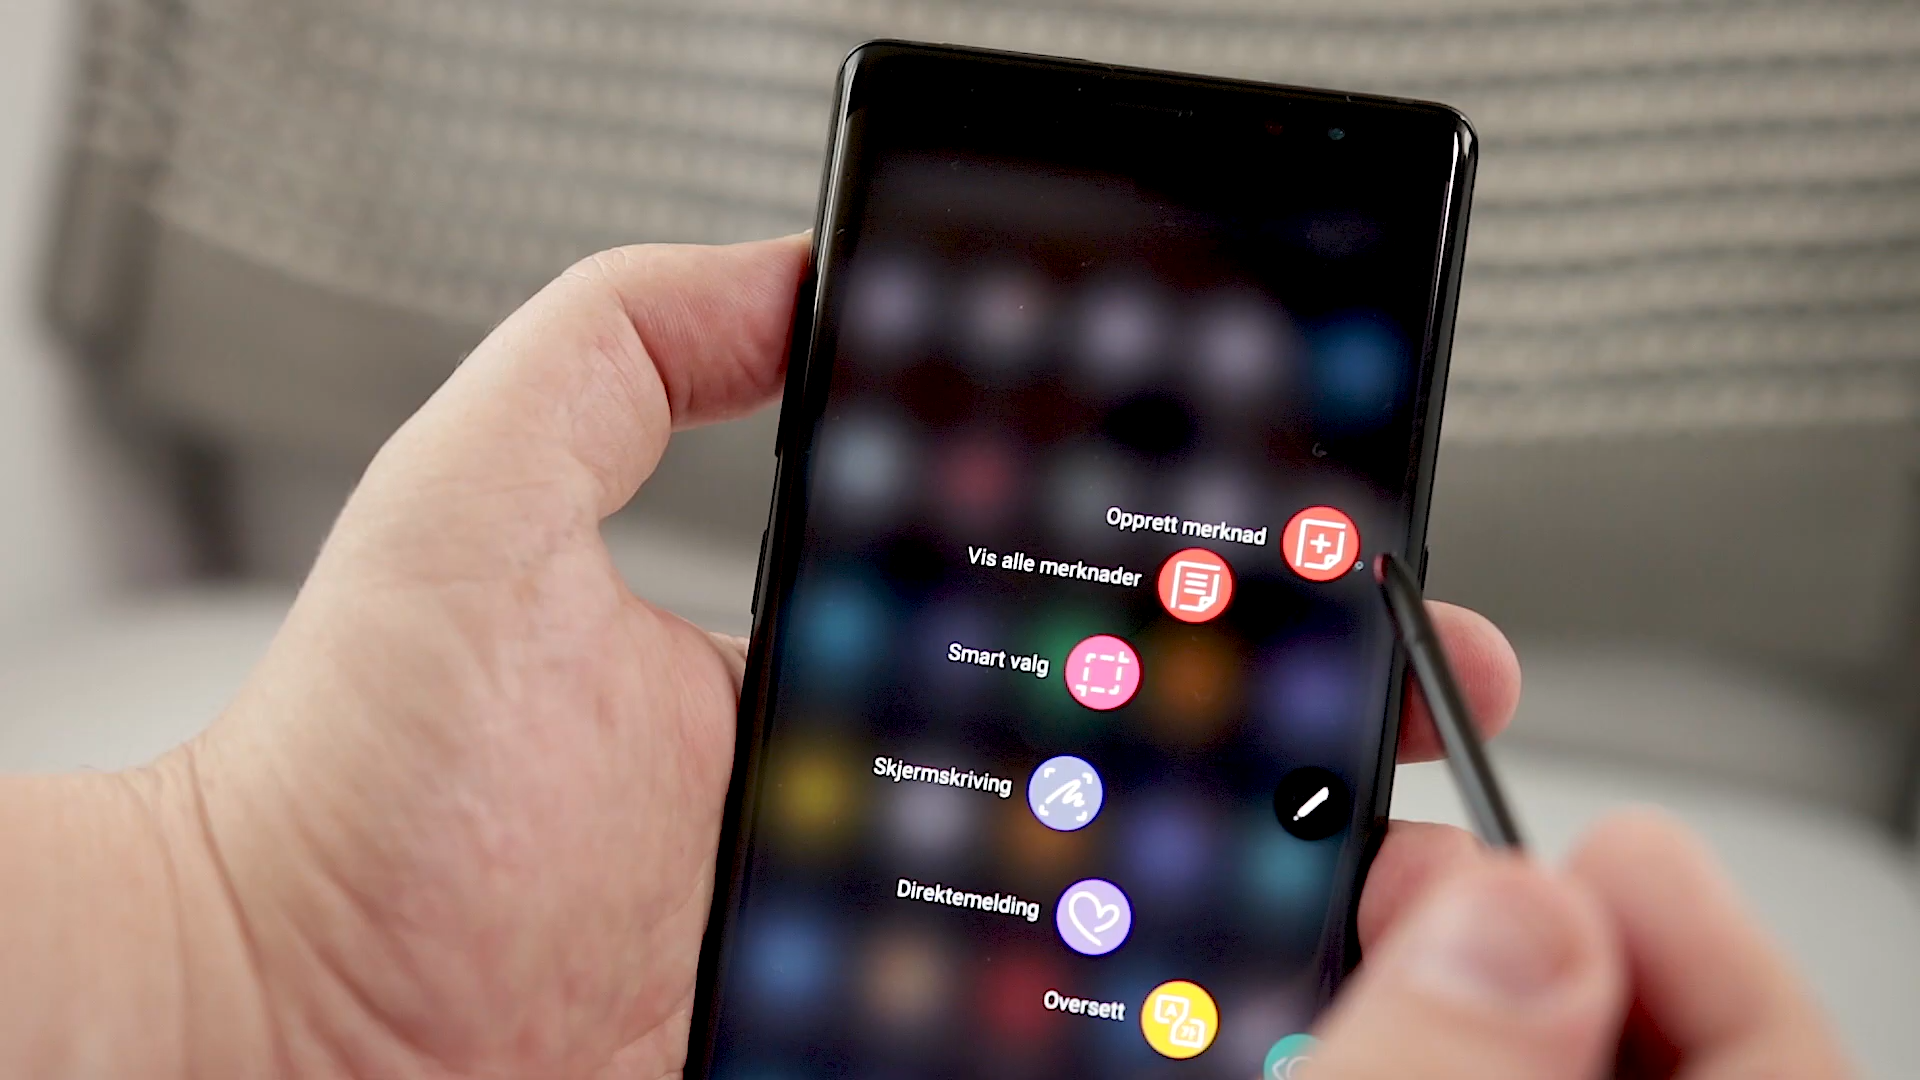 Opprett merknad
Vis alle merknader
Smart valg
Skjermskriving
Direktemelding
Oversett